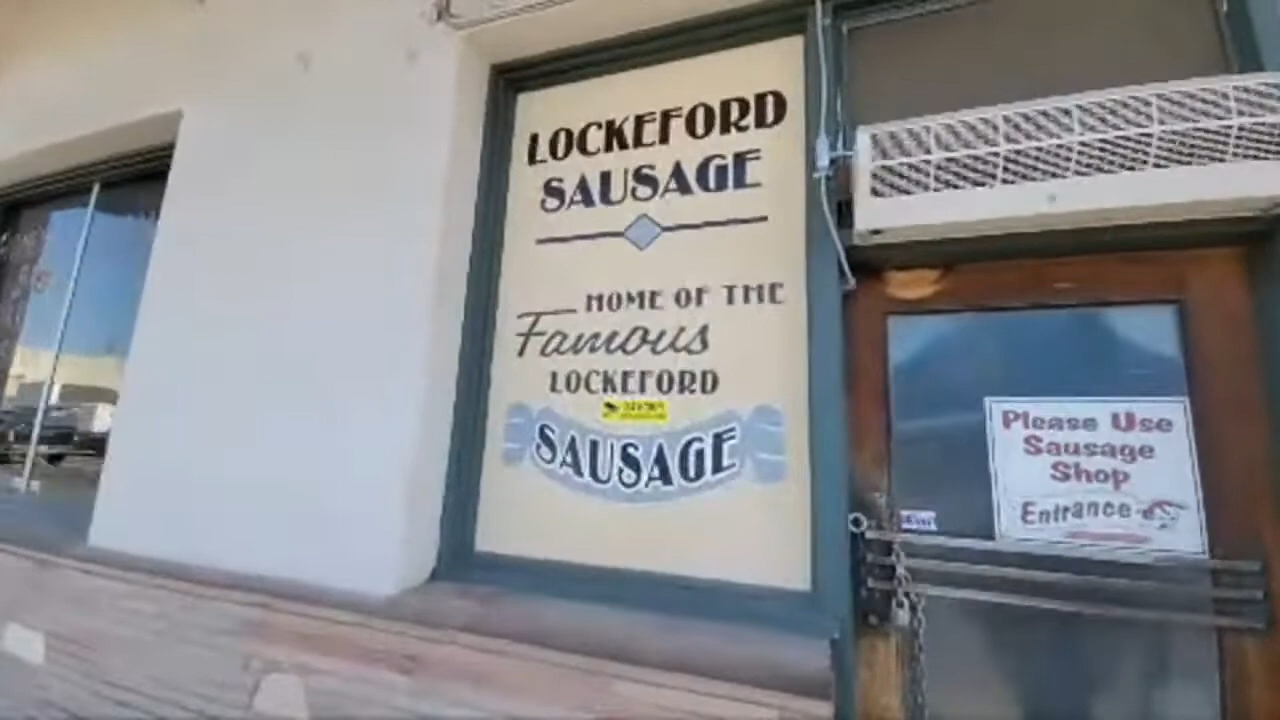 LOCKEFORD
SAUSAGE
HOME OF THE
Famous
LOCKEFORD
SAUSAGE
Please Use
Sausage
Shop
Entrance